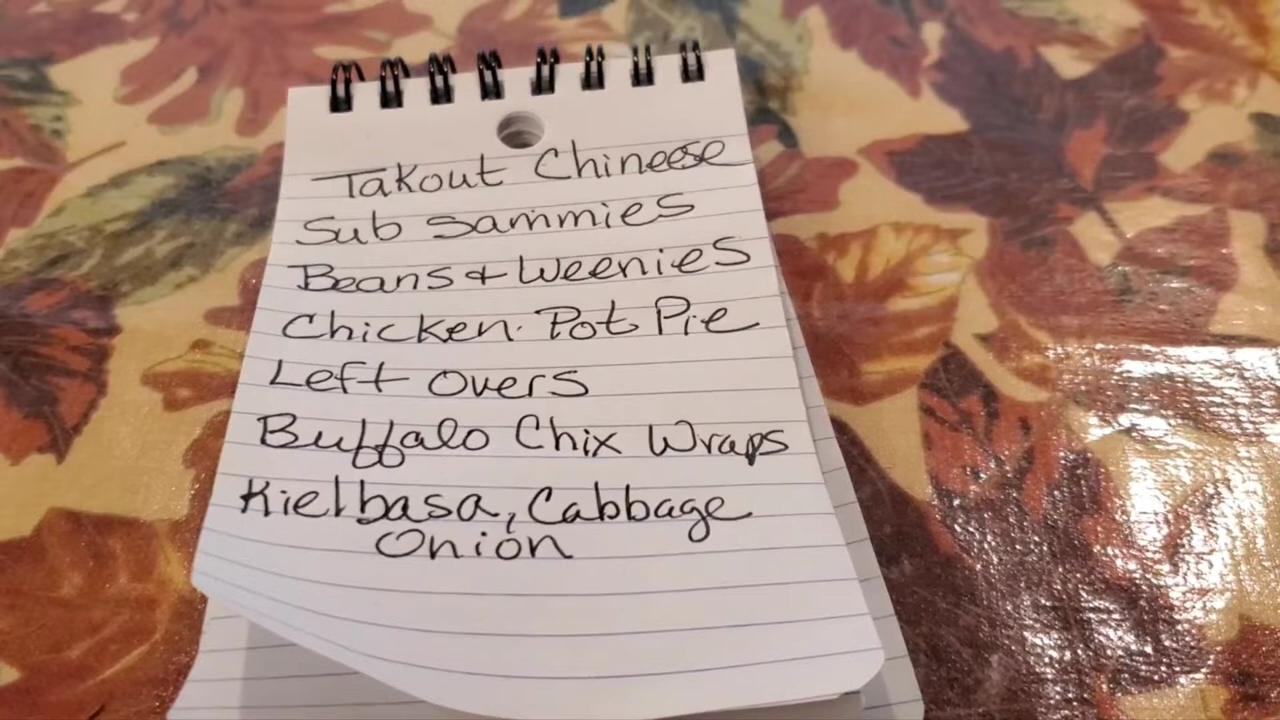 Takout Chineese
Sub Sammies
Beans + Weenies
Chicken Pot Pie
Left Overs
Buffalo Chix Wraps
Kielbasa, Cabbage
Onion